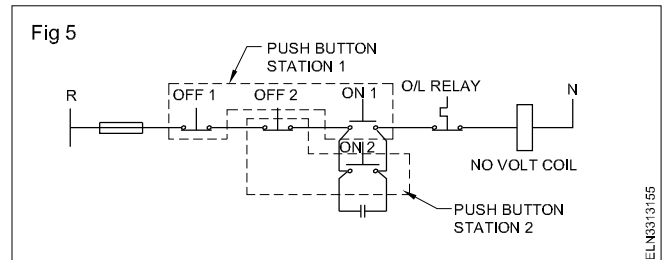 Fig 5
PUSH BUTTON
STATION 1
R
OFF 1
OFF 2
ON 1
O/L RELAY
N
ON 2
NO VOLT COIL
PUSH BUTTON
STATION 2
ELN3313155